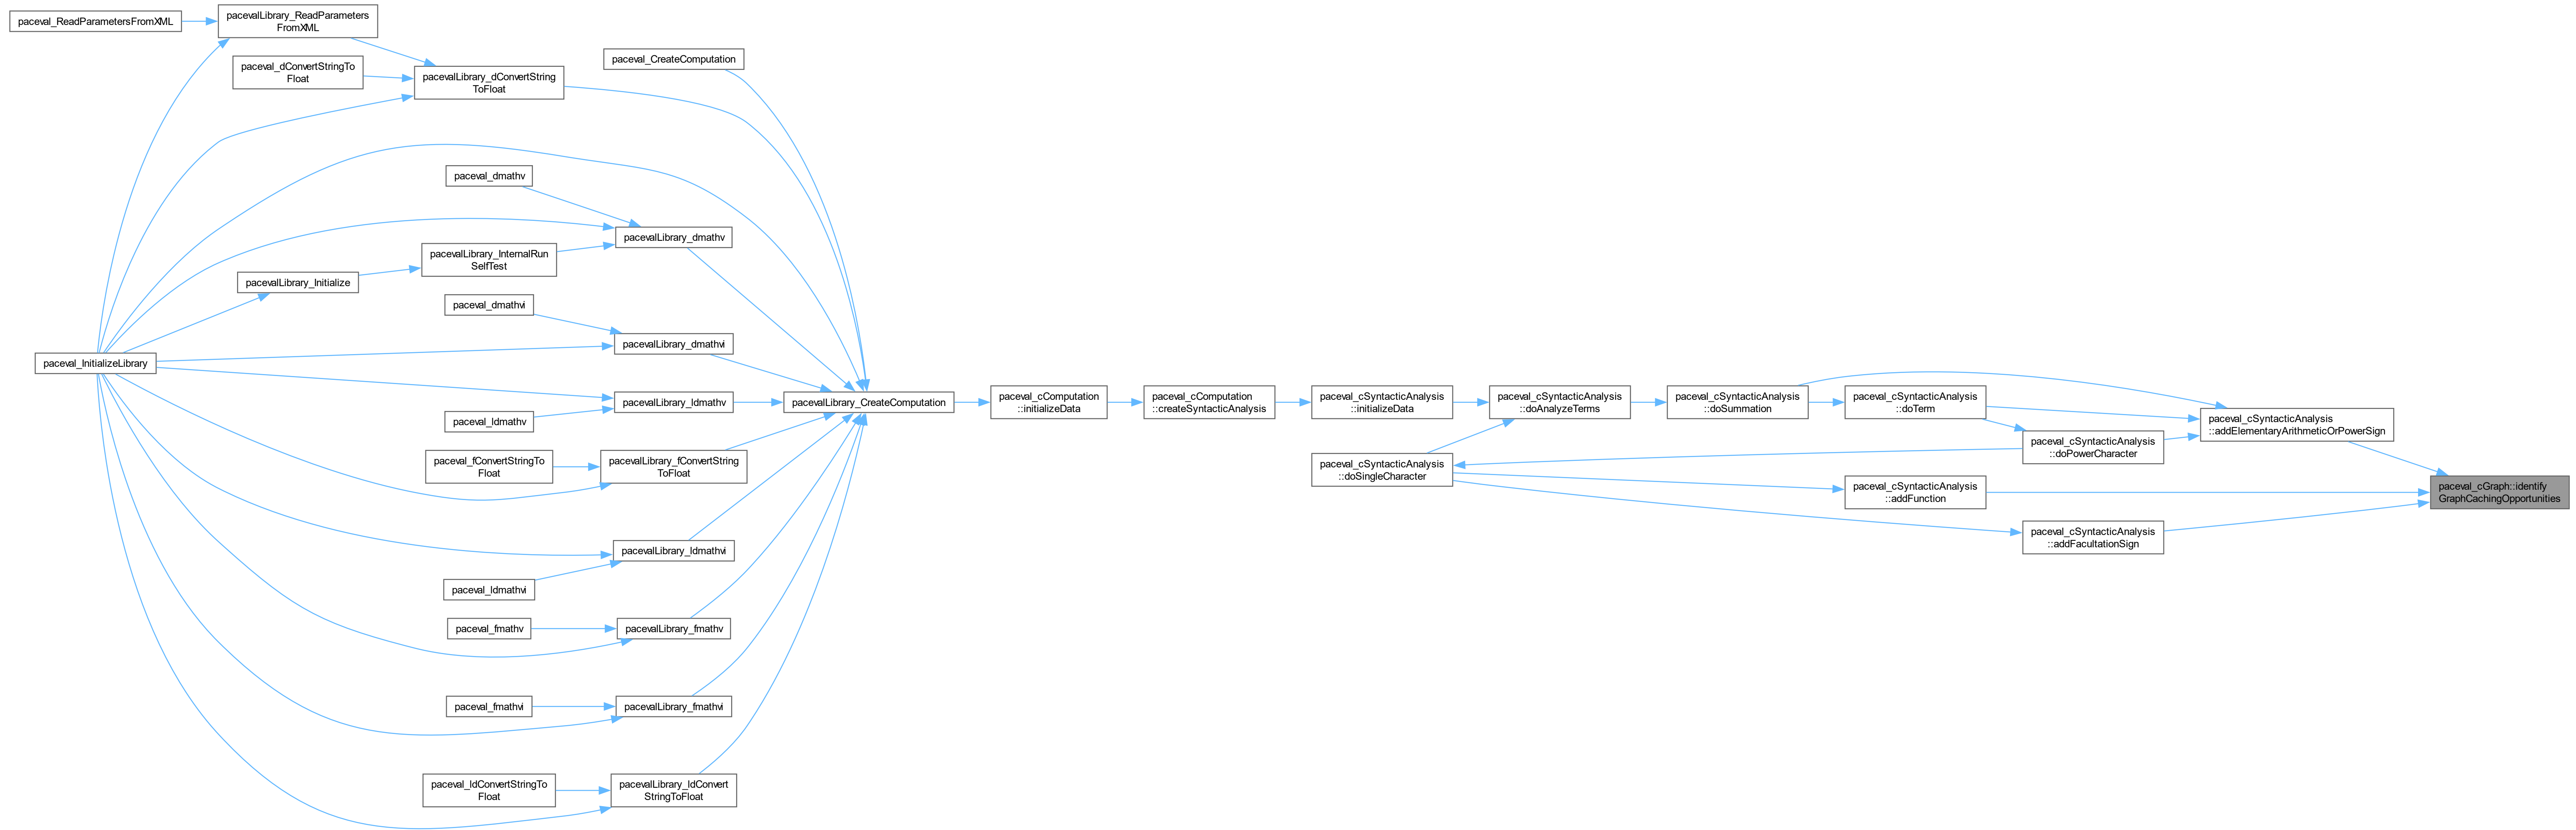 paceval_ReadParametersFromXML
pacevalLibrary_ReadParameters
FromXML
paceval_dConvertStringTo
Float
pacevalLibrary_dConvertString
ToFloat
paceval_CreateComputation
paceval_dmathv
pacevalLibrary_dmathv
pacevalLibrary_InternalRun
SelfTest
pacevalLibrary_Initialize
paceval_dmathvi
pacevalLibrary_dmathvi
paceval_InitializeLibrary
pacevalLibrary_ldmathv
paceval_ldmathv
pacevalLibrary_CreateComputation
paceval_cComputation
::initializeData
paceval_cComputation
::createSyntacticAnalysis
paceval_cSyntacticAnalysis
::initializeData
paceval_cSyntacticAnalysis
::doAnalyzeTerms
paceval_cSyntacticAnalysis
::doSummation
paceval_cSyntacticAnalysis
::doTerm
paceval_cSyntacticAnalysis
::addElementaryArithmeticOrPowerSign
paceval_cSyntacticAnalysis
::doPowerCharacter
paceval_cSyntacticAnalysis
::doSingleCharacter
paceval_cSyntacticAnalysis
::addFunction
paceval_cGraph::identify
GraphCachingOpportunities
paceval_cSyntacticAnalysis
::addFacultationSign
paceval_fConvertStringTo
Float
pacevalLibrary_fConvertString
ToFloat
pacevalLibrary_ldmathvi
paceval_ldmathvi
paceval_fmathv
pacevalLibrary_fmathv
paceval_fmathvi
pacevalLibrary_fmathvi
paceval_ldConvertStringTo
Float
pacevalLibrary_ldConvert
StringToFloat